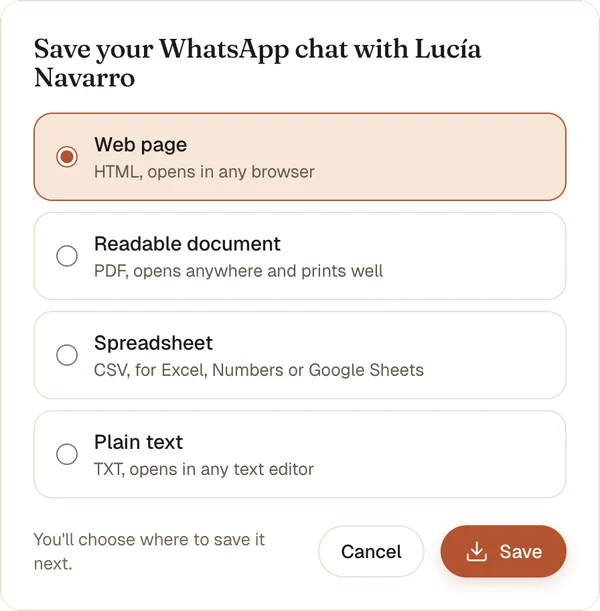 Save your WhatsApp chat with Lucía
Navarro
Web page
HTML, opens in any browser
Readable document
PDF, opens anywhere and prints well
Spreadsheet
CSV, for Excel, Numbers or Google Sheets
Plain text
TXT, opens in any text editor
You'll choose where to save it
next.
Cancel
Save